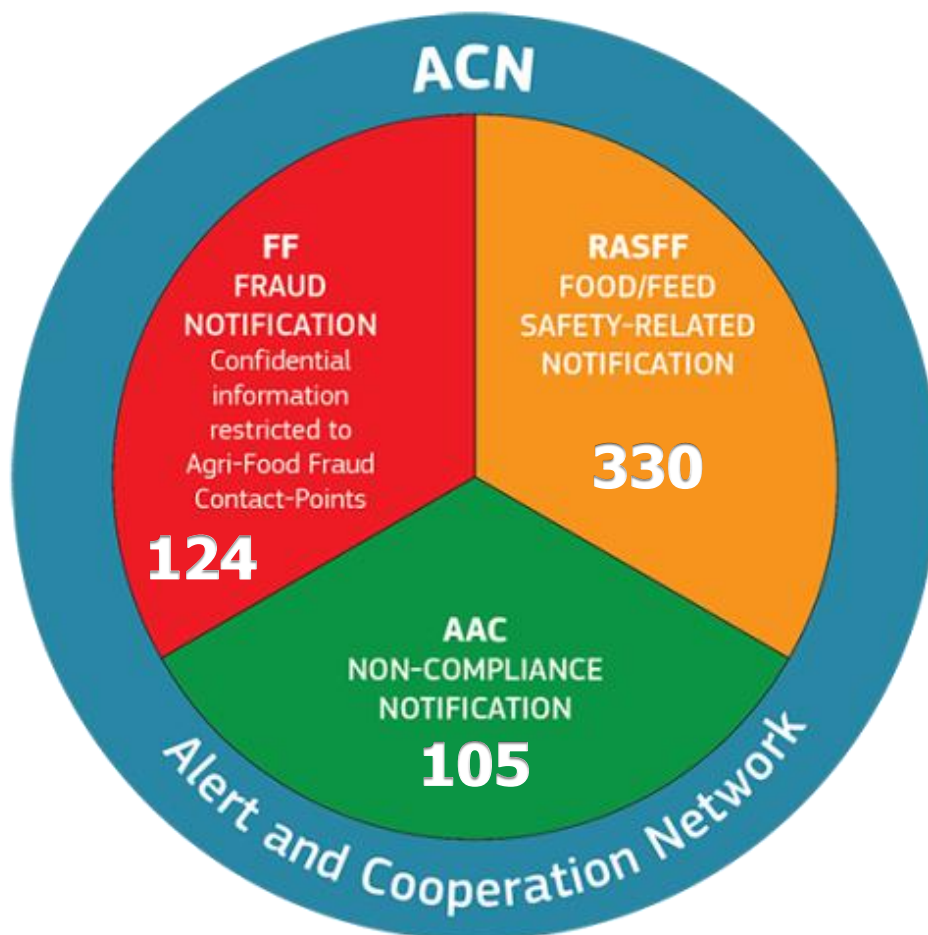 ACN
FF
FRAUD
NOTIFICATION
Confidential
information
restricted to
Agri-Food Fraud
Contact-Points
124
RASFF
FOOD/FEED
SAFETY-RELATED
NOTIFICATION
330
AAC
NON-COMPLIANCE
NOTIFICATION
105
Alert and Cooperation Network